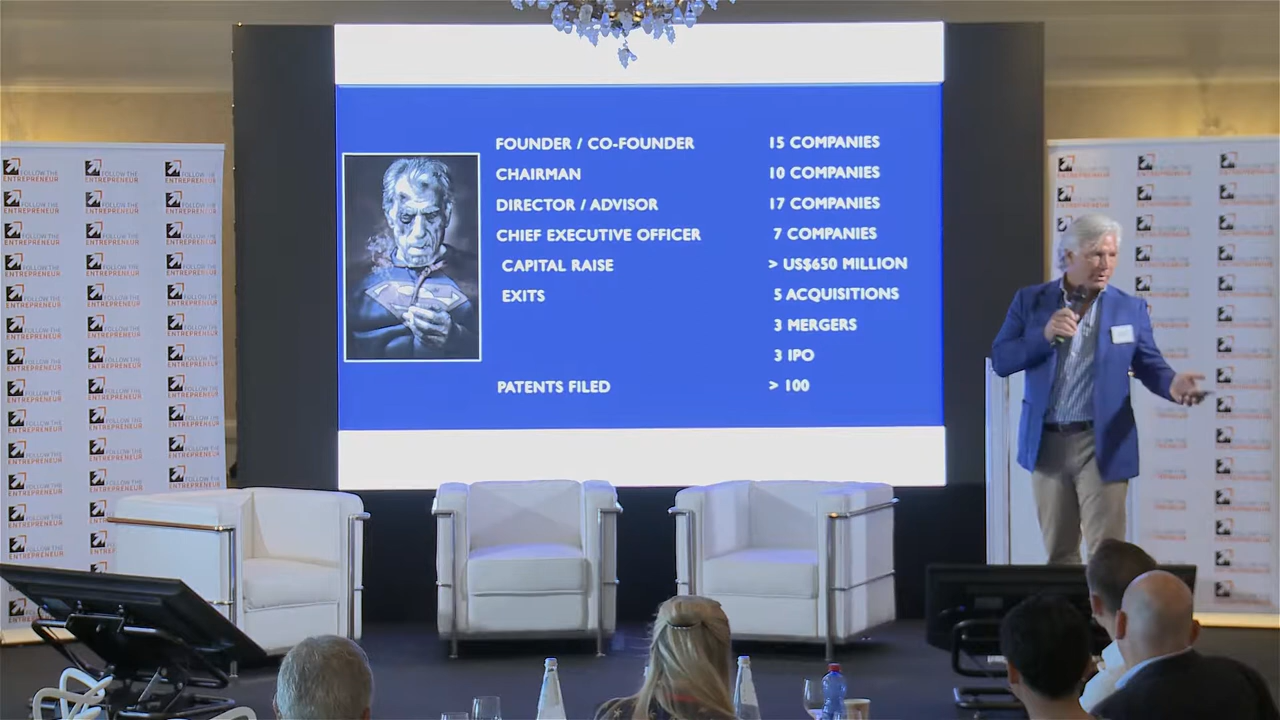 FOUNDER / CO-FOUNDER 15 COMPANIES
CHAIRMAN 10 COMPANIES
DIRECTOR / ADVISOR 17 COMPANIES
CHIEF EXECUTIVE OFFICER 7 COMPANIES
CAPITAL RAISE > US$650 MILLION
EXITS 5 ACQUISITIONS
3 MERGERS
3 IPO
PATENTS FILED > 100
FOLLOW THE
ENTREPRENEUR